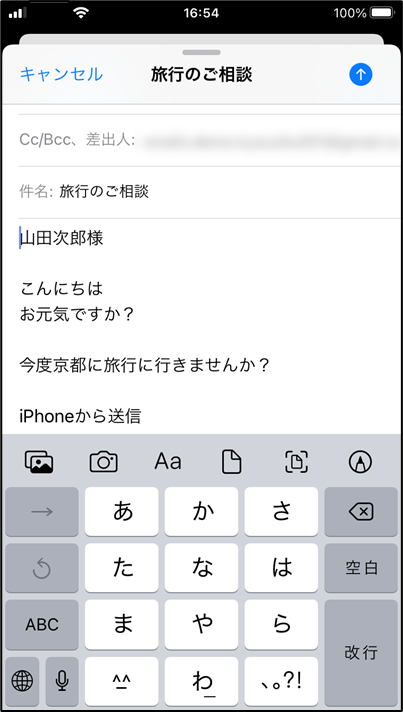 16:54
100%
キャンセル
旅行のご相談
Cc/Bcc、差出人:
件名: 旅行のご相談
山田次郎様
こんにちは
お元気ですか？
今度京都に旅行に行きませんか？
iPhoneから送信
Aa
→ あ か さ
た な は 空白
ABC ま や ら 改行
^^ わ 、。?!